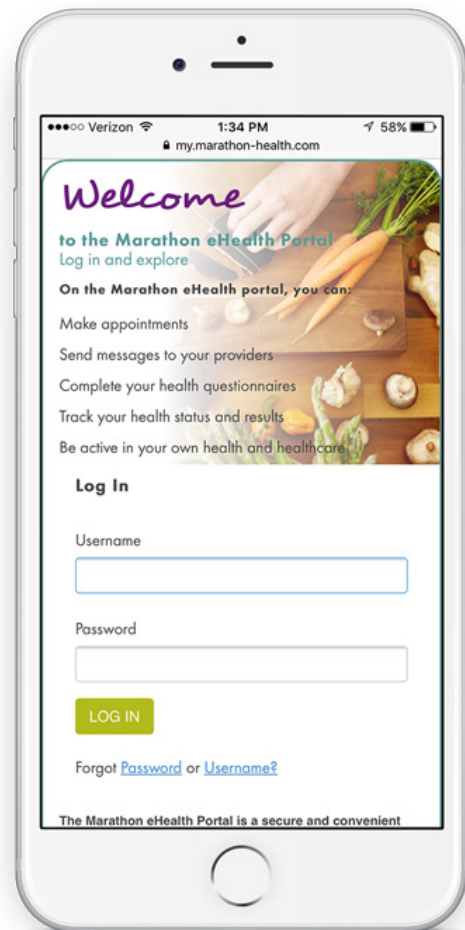 Verizon 1:34 PM 58%
my.marathon-health.com
Welcome
to the Marathon eHealth Portal
Log in and explore
On the Marathon eHealth portal, you can:
Make appointments
Send messages to your providers
Complete your health questionnaires
Track your health status and results
Be active in your own health and healthcare
Log In
Username
Password
LOG IN
Forgot Password or Username?
The Marathon eHealth Portal is a secure and convenient